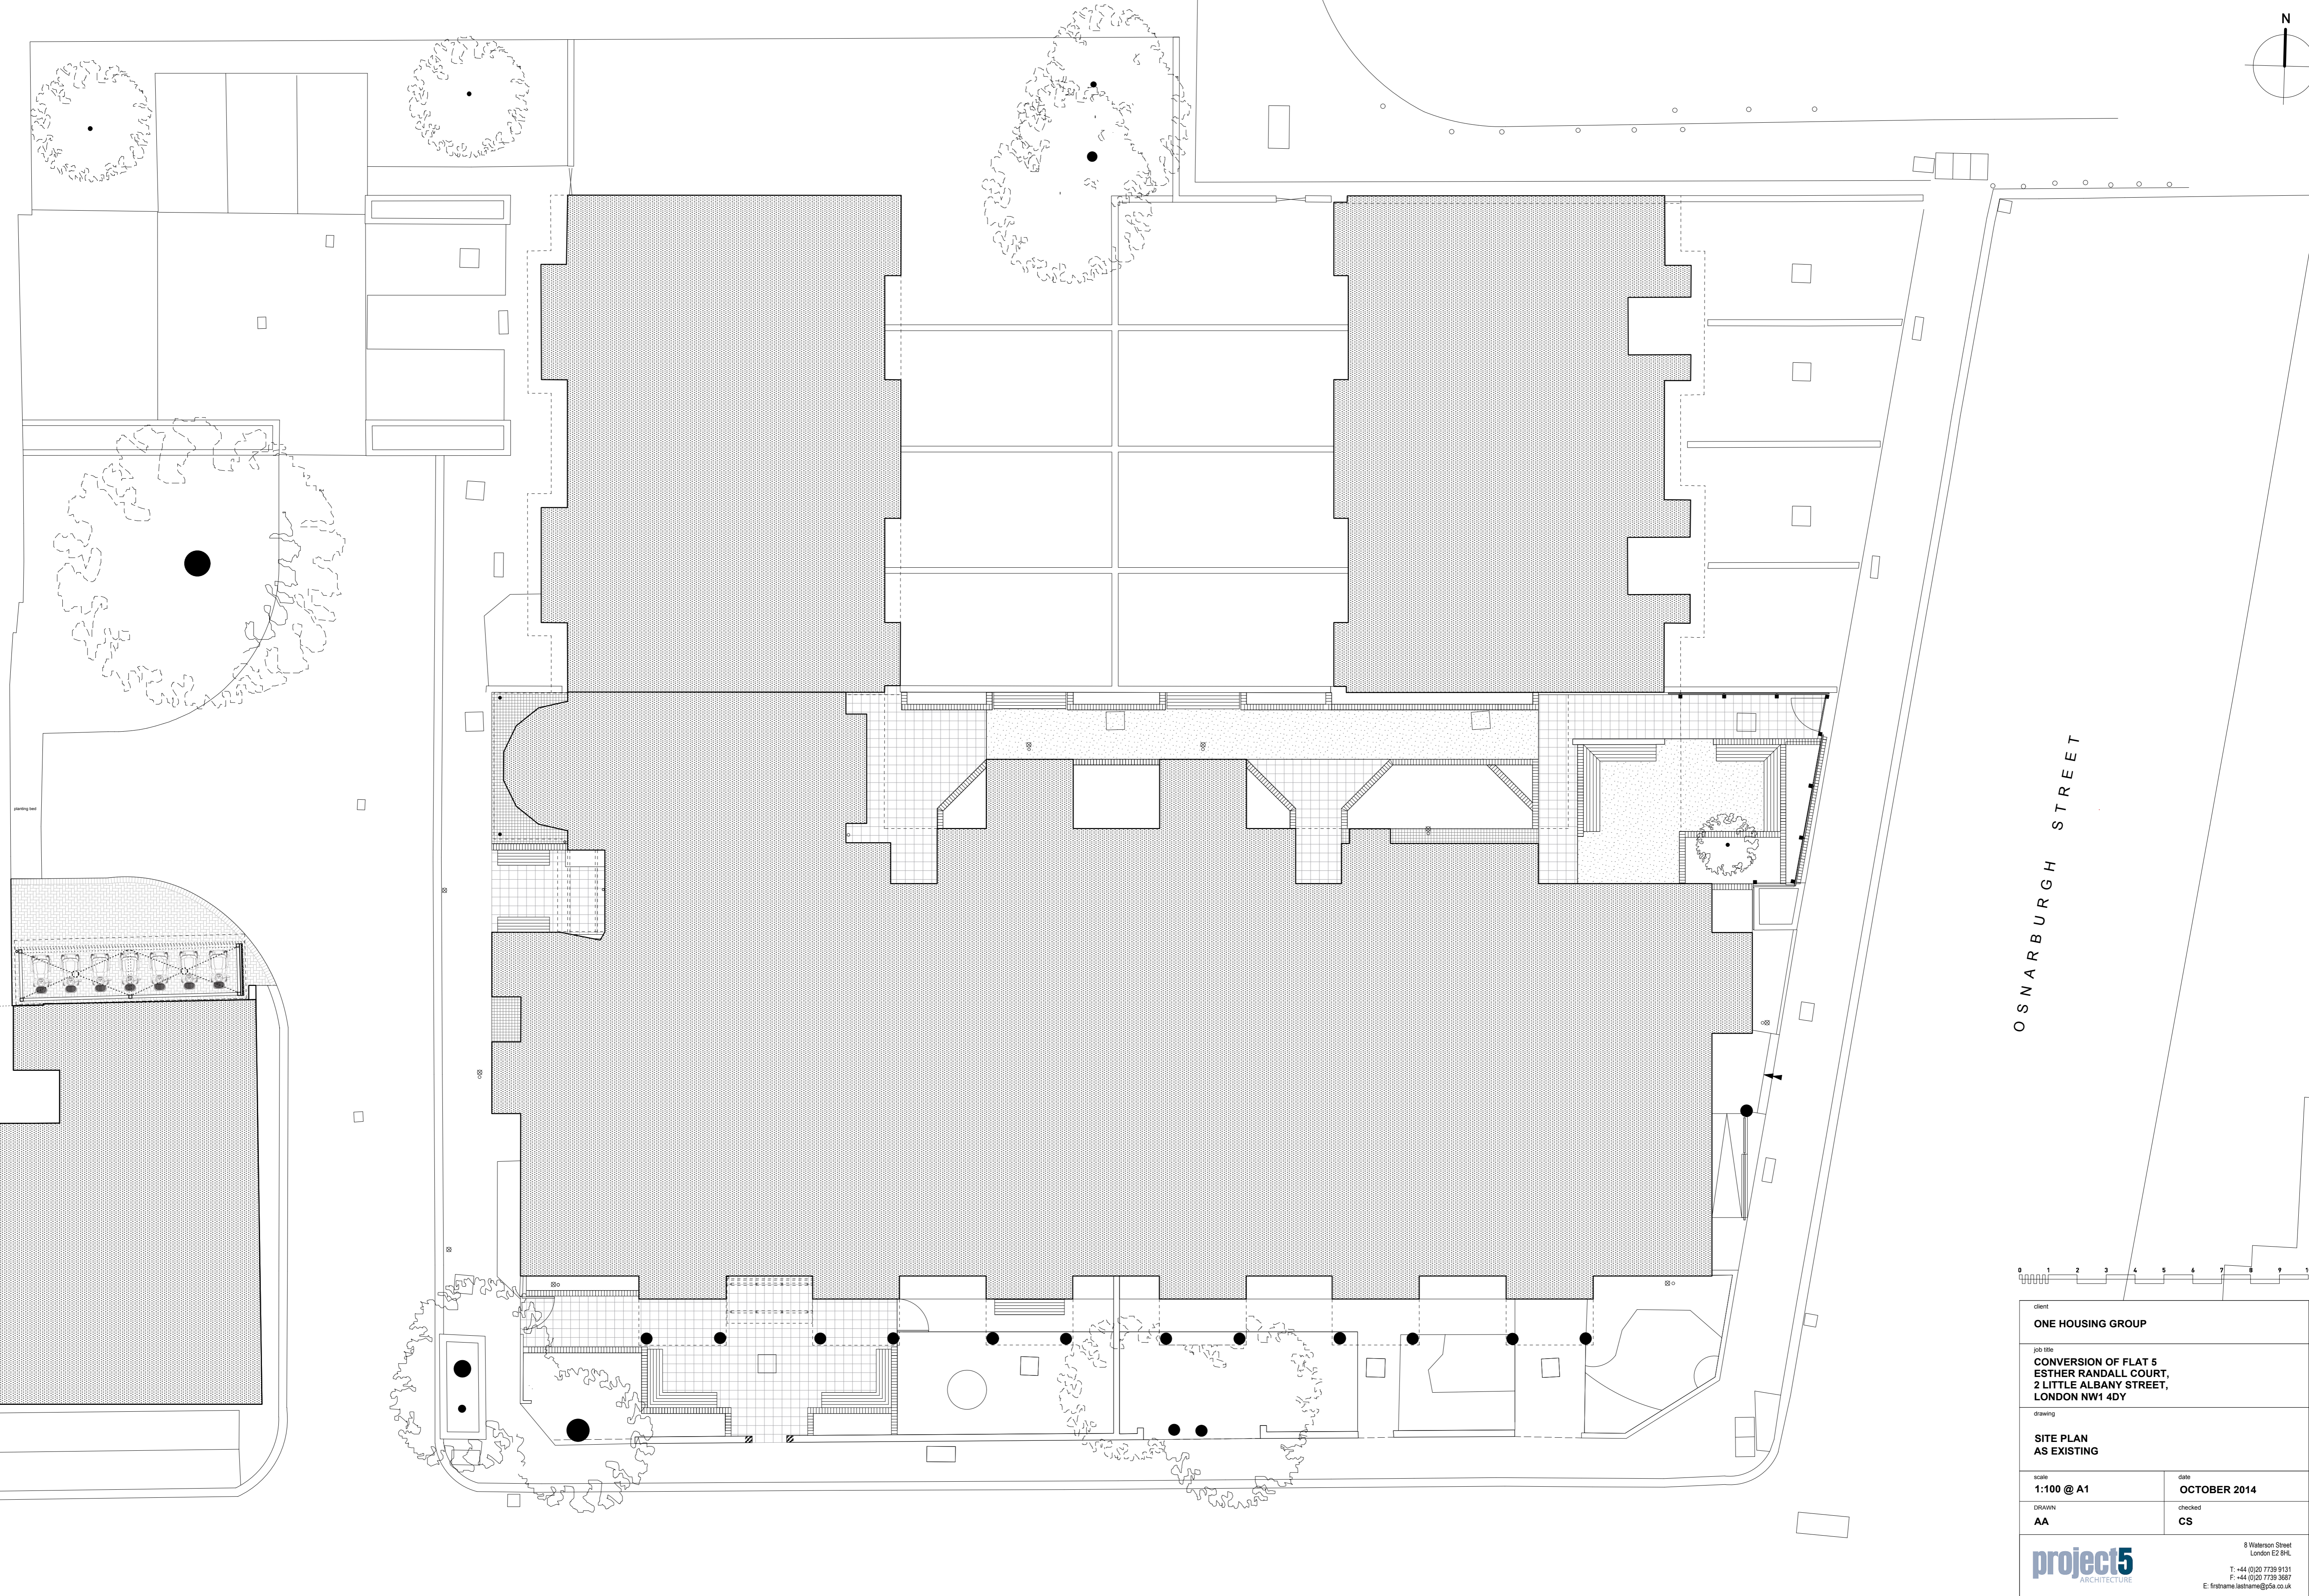 N
planting bed
OSNARBURGH STREET
0 1 2 3 4 5 6 7 8 9 1
client
ONE HOUSING GROUP
job title
CONVERSION OF FLAT 5
ESTHER RANDALL COURT,
2 LITTLE ALBANY STREET,
LONDON NW1 4DY
drawing
SITE PLAN
AS EXISTING
scale
1:100 @ A1
date
OCTOBER 2014
DRAWN
AA
checked
CS
project5
ARCHITECTURE
8 Waterson Street
London E2 8HL
T: +44 (0)20 7739 9131
F: +44 (0)20 7739 3687
E: firstname.lastname@p5a.co.uk